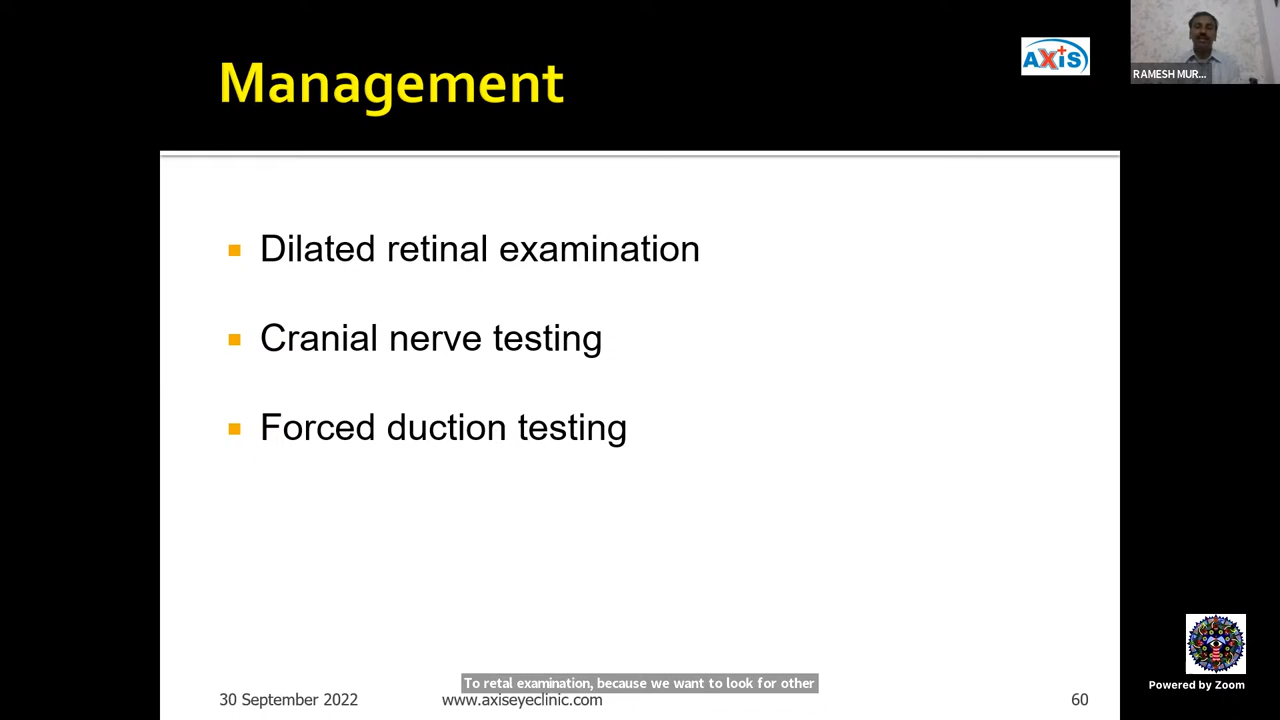 Management
AXiS
RAMESH MUR...
Dilated retinal examination
Cranial nerve testing
Forced duction testing
To retal examination, because we want to look for other
30 September 2022
www.axiseyeclinic.com
60
Powered by Zoom